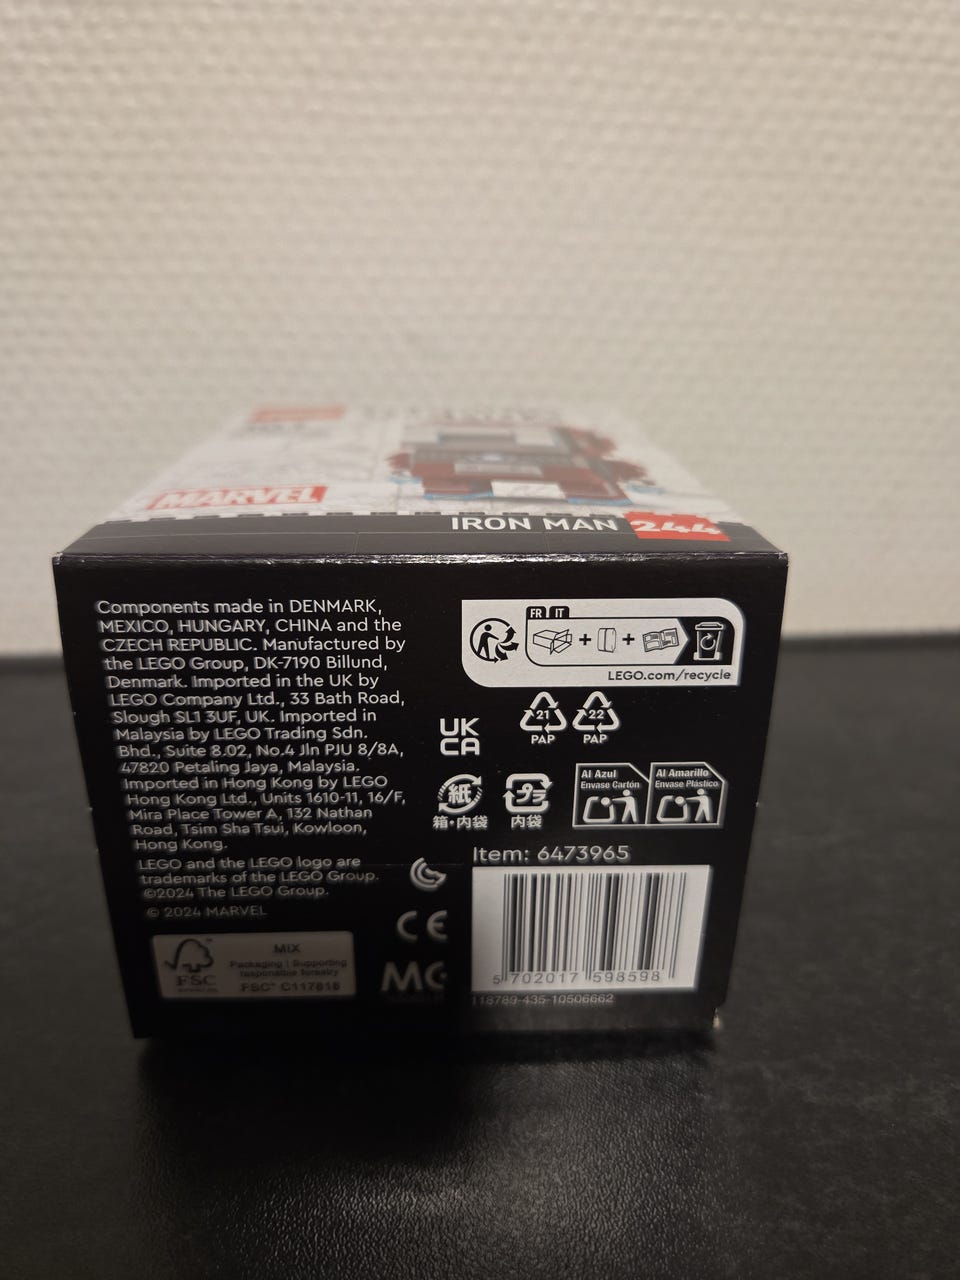 MARVEL
IRON MAN 244
Components made in DENMARK,
MEXICO, HUNGARY, CHINA and the
CZECH REPUBLIC. Manufactured by
the LEGO Group, DK-7190 Billund,
Denmark. Imported in the UK by
LEGO Company Ltd., 33 Bath Road,
Slough SL1 3UF, UK. Imported in
Malaysia by LEGO Trading Sdn.
Bhd., Suite 8.02, No.4 Jln PJU 8/8A,
47820 Petaling Jaya, Malaysia.
Imported in Hong Kong by LEGO
Hong Kong Ltd., Units 1610-11, 16/F,
Mira Place Tower A, 132 Nathan
Road, Tsim Sha Tsui, Kowloon,
Hong Kong.
LEGO and the LEGO logo are
trademarks of the LEGO Group.
©2024 The LEGO Group.
© 2024 MARVEL
FSC
MIX
Packaging | Supporting
responsible forestry
FSC® C117818
FR IT
+ +
LEGO.com/recycle
UK
CA
21
PAP
22
PAP
紙
箱・内袋
プラ
内袋
Al Azul
Envase Cartón
Al Amarillo
Envase Plástico
CE
Item: 6473965
5 702017 598598
118789-435-10506662